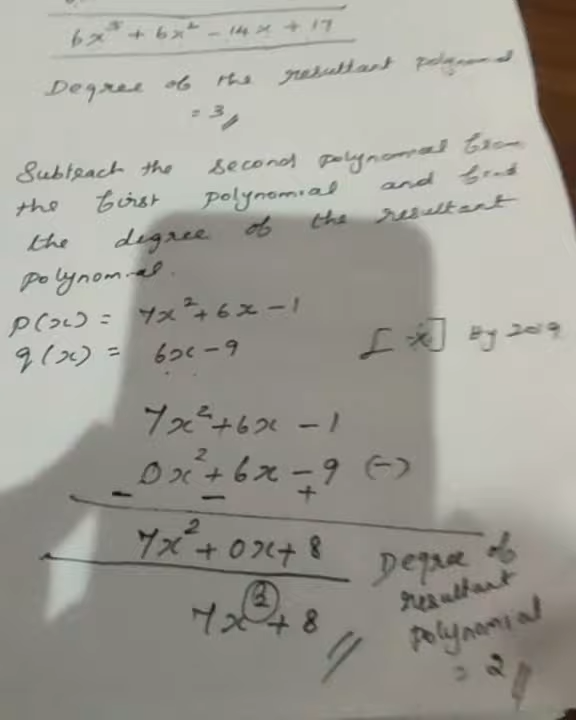 6x³ + 6x² - 14x + 17
Degree of the resultant polynomial
= 3
Subtract the second polynomial from
the first polynomial and find
the degree of the resultant
polynomial.
p(x) = 7x² + 6x - 1
q(x) = 6x - 9
7x² + 6x - 1
0x² + 6x - 9 (-)
- - +
7x² + 0x + 8
7x² + 8
Degree of
resultant
polynomial
= 2